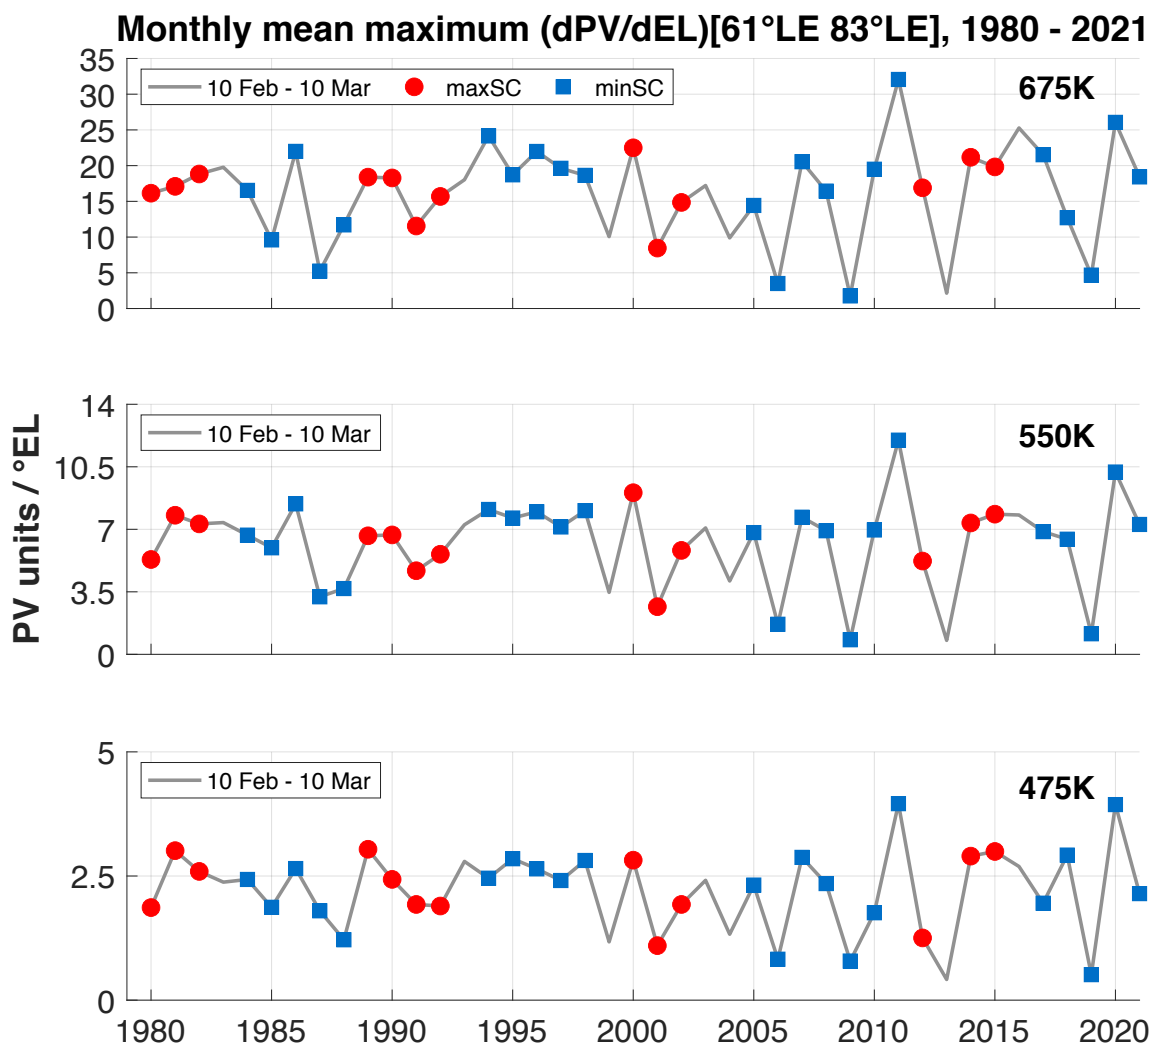 Monthly mean maximum (dPV/dEL)[61°LE 83°LE], 1980 - 2021
35
30
25
20
15
10
5
0
10 Feb - 10 Mar maxSC minSC
675K
PV units / °EL
14
10.5
7
3.5
0
10 Feb - 10 Mar
550K
5
2.5
0
10 Feb - 10 Mar
475K
1980 1985 1990 1995 2000 2005 2010 2015 2020